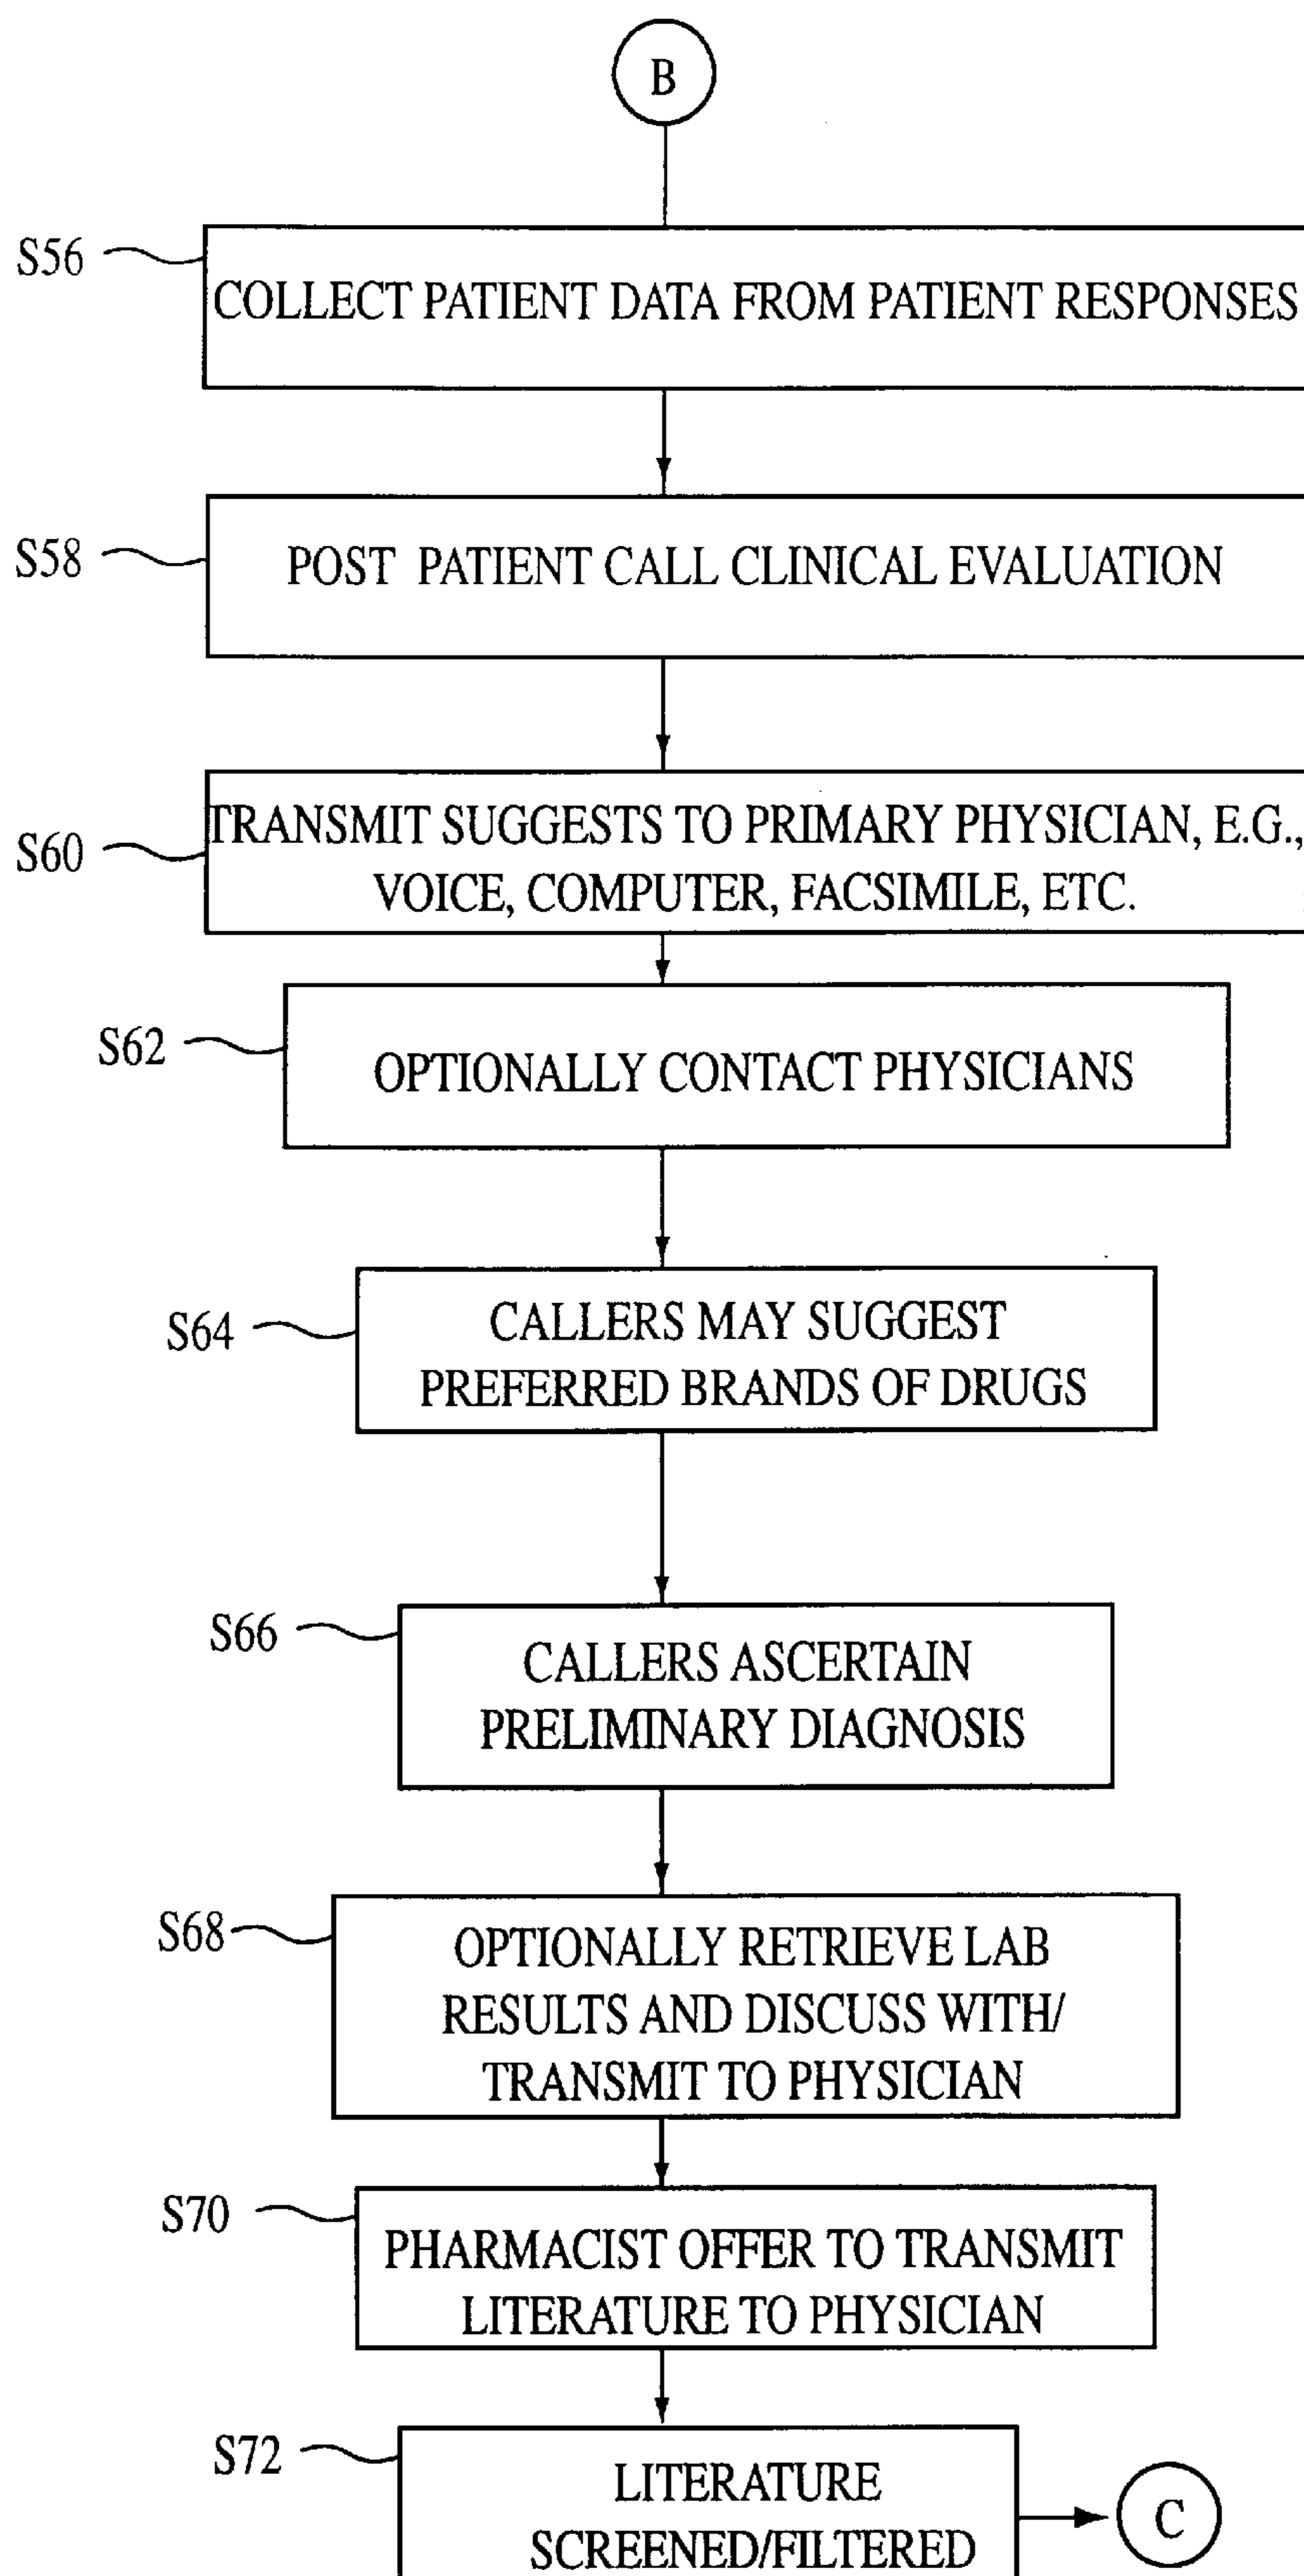 B
S56
COLLECT PATIENT DATA FROM PATIENT RESPONSES
S58
POST PATIENT CALL CLINICAL EVALUATION
S60
TRANSMIT SUGGESTS TO PRIMARY PHYSICIAN, E.G.,
VOICE, COMPUTER, FACSIMILE, ETC.
S62
OPTIONALLY CONTACT PHYSICIANS
S64
CALLERS MAY SUGGEST
PREFERRED BRANDS OF DRUGS
S66
CALLERS ASCERTAIN
PRELIMINARY DIAGNOSIS
S68
OPTIONALLY RETRIEVE LAB
RESULTS AND DISCUSS WITH/
TRANSMIT TO PHYSICIAN
S70
PHARMACIST OFFER TO TRANSMIT
LITERATURE TO PHYSICIAN
S72
LITERATURE
SCREENED/FILTERED
C